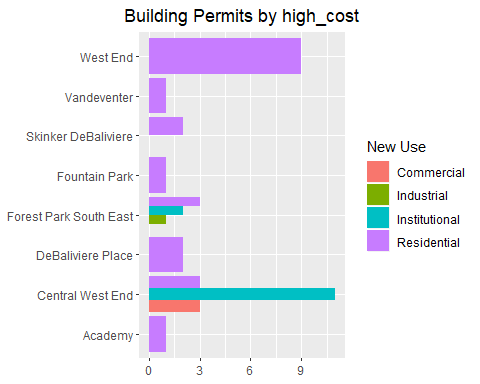 Building Permits by high_cost
West End
Vandeventer
Skinker DeBaliviere
Fountain Park
Forest Park South East
DeBaliviere Place
Central West End
Academy
0 3 6 9
New Use
Commercial
Industrial
Institutional
Residential